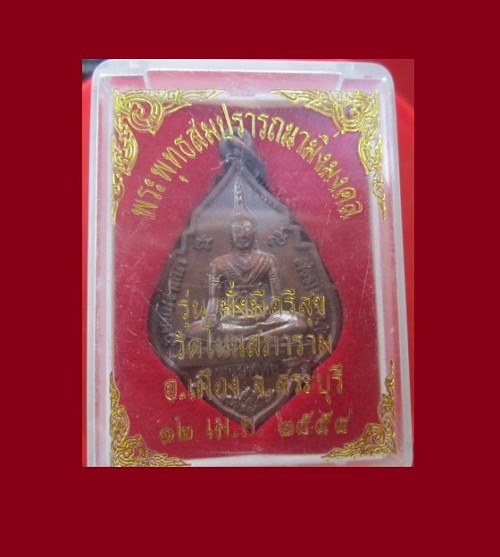 พระพุทธสมปรารถนามิ่งมงคล
รุ่น มั่งมีศรีสุข
วัดโนนสภาราม
อ.เมือง จ.สระบุรี
๑๒ เม.ย ๒๕๕๔